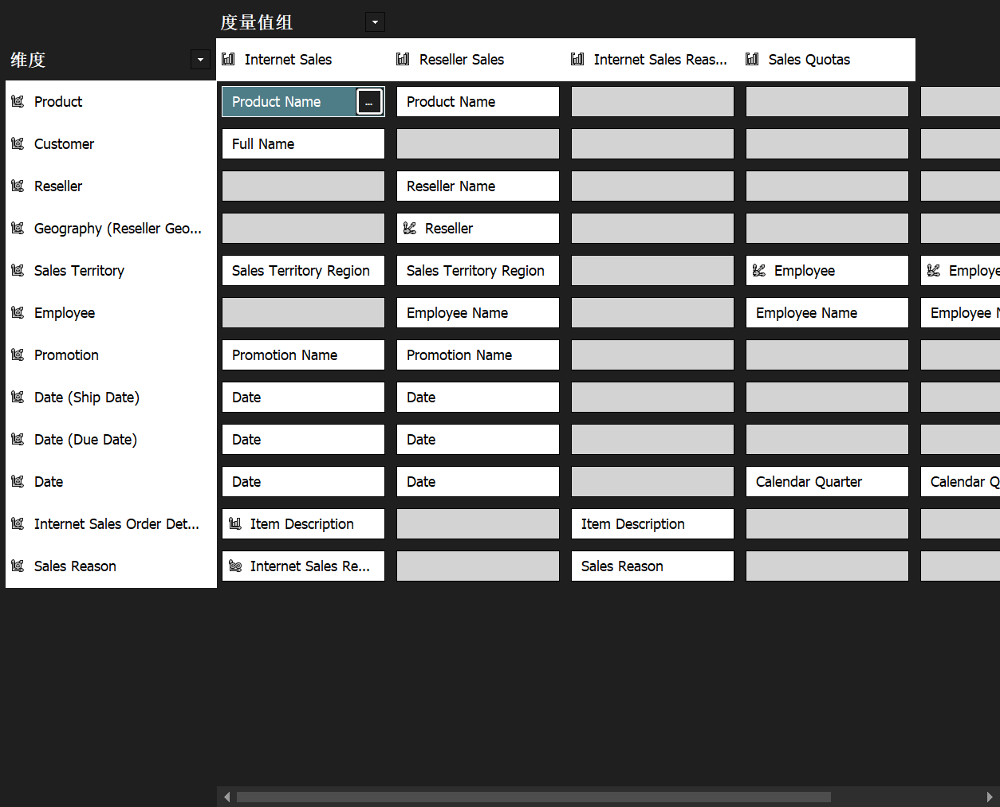 度量值组
维度
Internet Sales
Reseller Sales
Internet Sales Reas...
Sales Quotas
Product
Product Name
...
Product Name
Customer
Full Name
Reseller
Reseller Name
Geography (Reseller Geo...
Reseller
Sales Territory
Sales Territory Region
Sales Territory Region
Employee
Employe
Employee
Employee Name
Employee Name
Employee N
Promotion
Promotion Name
Promotion Name
Date (Ship Date)
Date
Date
Date (Due Date)
Date
Date
Date
Date
Date
Calendar Quarter
Calendar Q
Internet Sales Order Det...
Item Description
Item Description
Sales Reason
Internet Sales Re...
Sales Reason